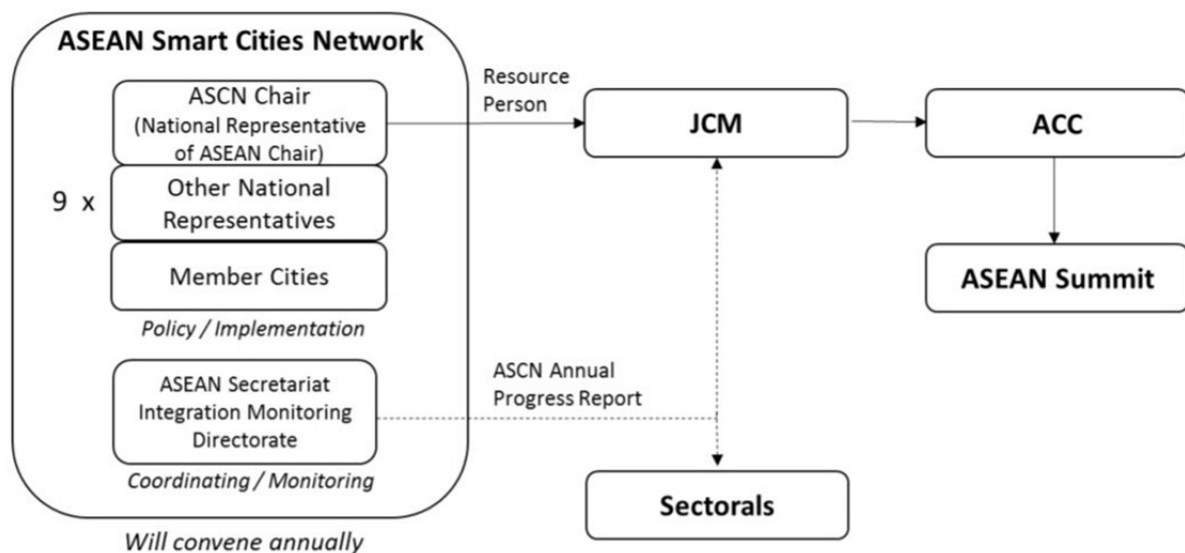 ASEAN Smart Cities Network
ASCN Chair
(National Representative
of ASEAN Chair)
9 x
Other National
Representatives
Member Cities
Policy / Implementation
ASEAN Secretariat
Integration Monitoring
Directorate
Coordinating / Monitoring
Will convene annually
Resource
Person
JCM
ACC
ASEAN Summit
ASCN Annual
Progress Report
Sectorals